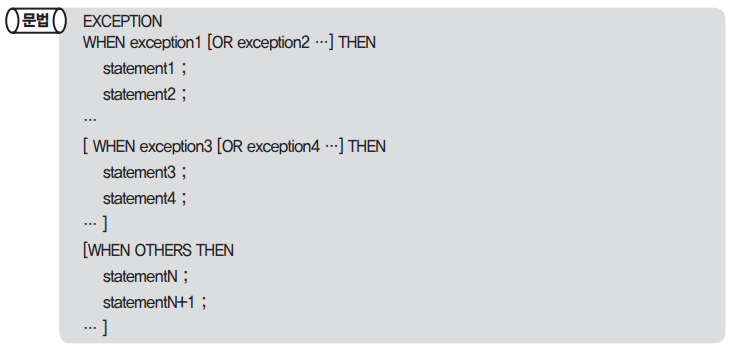 문법
EXCEPTION
WHEN exception1 [OR exception2 …] THEN
statement1 ;
statement2 ;
…
[ WHEN exception3 [OR exception4 …] THEN
statement3 ;
statement4 ;
… ]
[WHEN OTHERS THEN
statementN ;
statementN+1 ;
… ]